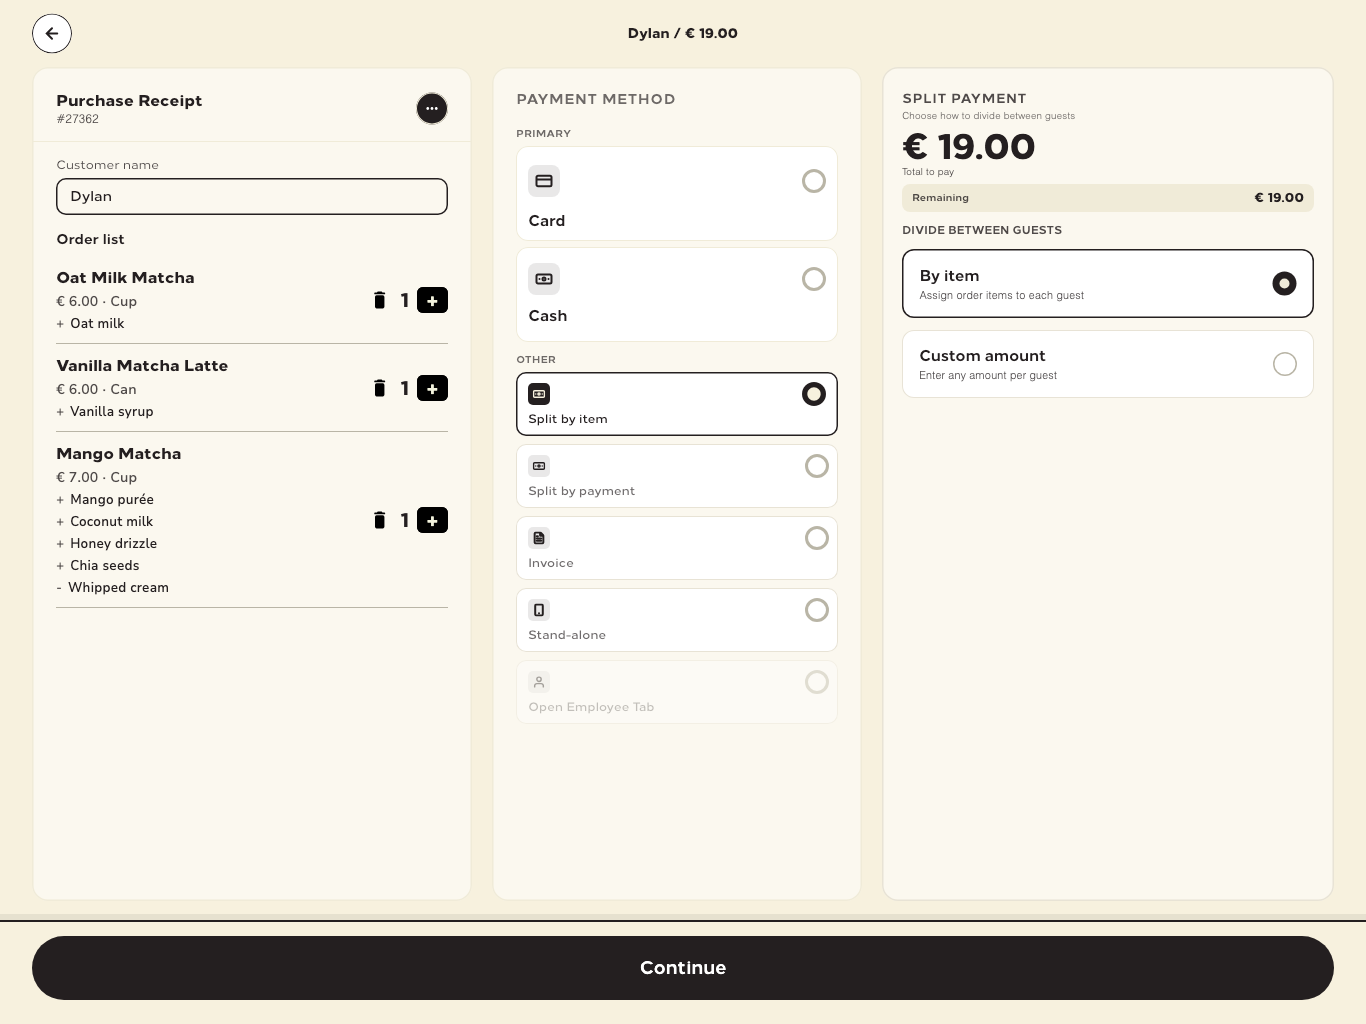 Dylan / € 19.00
Purchase Receipt
#27362
Customer name
Dylan
Order list
Oat Milk Matcha
€ 6.00 · Cup
+ Oat milk
1 +
Vanilla Matcha Latte
€ 6.00 · Can
+ Vanilla syrup
1 +
Mango Matcha
€ 7.00 · Cup
+ Mango purée
+ Coconut milk
+ Honey drizzle
+ Chia seeds
- Whipped cream
1 +
PAYMENT METHOD
PRIMARY
Card
Cash
OTHER
Split by item
Split by payment
Invoice
Stand-alone
Open Employee Tab
SPLIT PAYMENT
Choose how to divide between guests
€ 19.00
Total to pay
Remaining € 19.00
DIVIDE BETWEEN GUESTS
By item
Assign order items to each guest
Custom amount
Enter any amount per guest
Continue